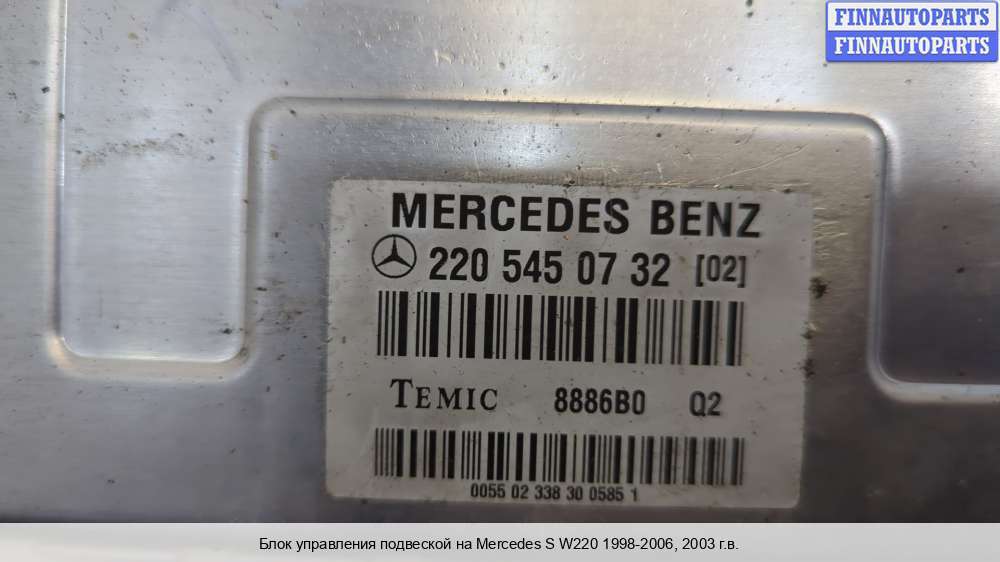 FINNAUTOPARTS
FINNAUTOPARTS
MERCEDES BENZ
220 545 07 32 [02]
TEMIC 8886B0 Q2
0055 02 338 30 0585 1
Блок управления подвеской на Mercedes S W220 1998-2006, 2003 г.в.